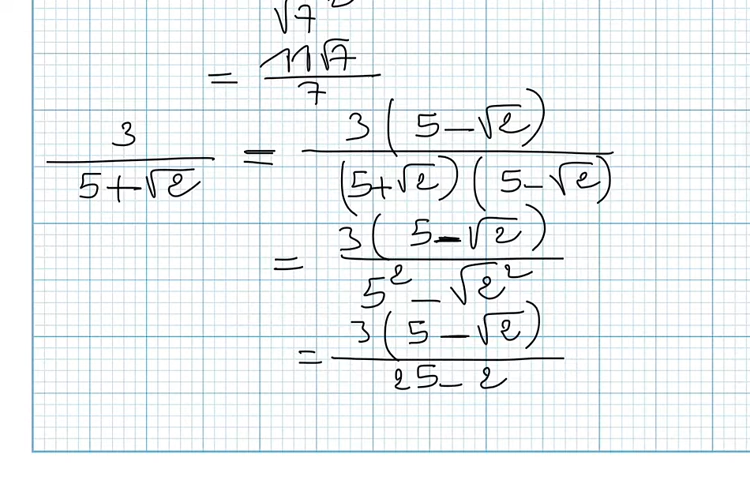 √7²
= 11√7 / 7
3 / (5+√2) = 3(5-√2) / (5+√2)(5-√2)
= 3(5-√2) / 5² - √2²
= 3(5-√2) / 25-2